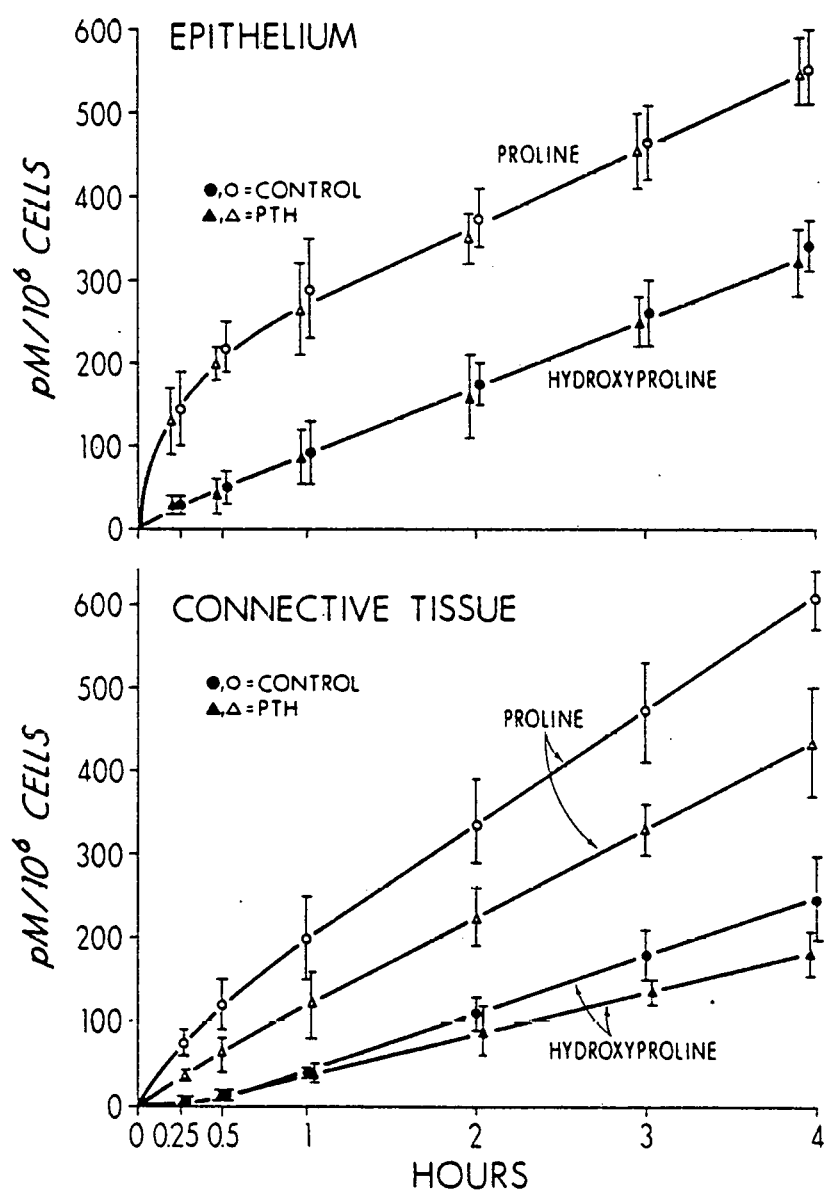 600
EPITHELIUM
500
PROLINE
400
●,○ = CONTROL
▲,△ = PTH
300
200
HYDROXYPROLINE
100
0
pM/10⁶ CELLS
600
CONNECTIVE TISSUE
●,○ = CONTROL
▲,△ = PTH
500
PROLINE
400
300
200
100
HYDROXYPROLINE
0
pM/10⁶ CELLS
0 0.25 0.5 1 2 3 4
HOURS